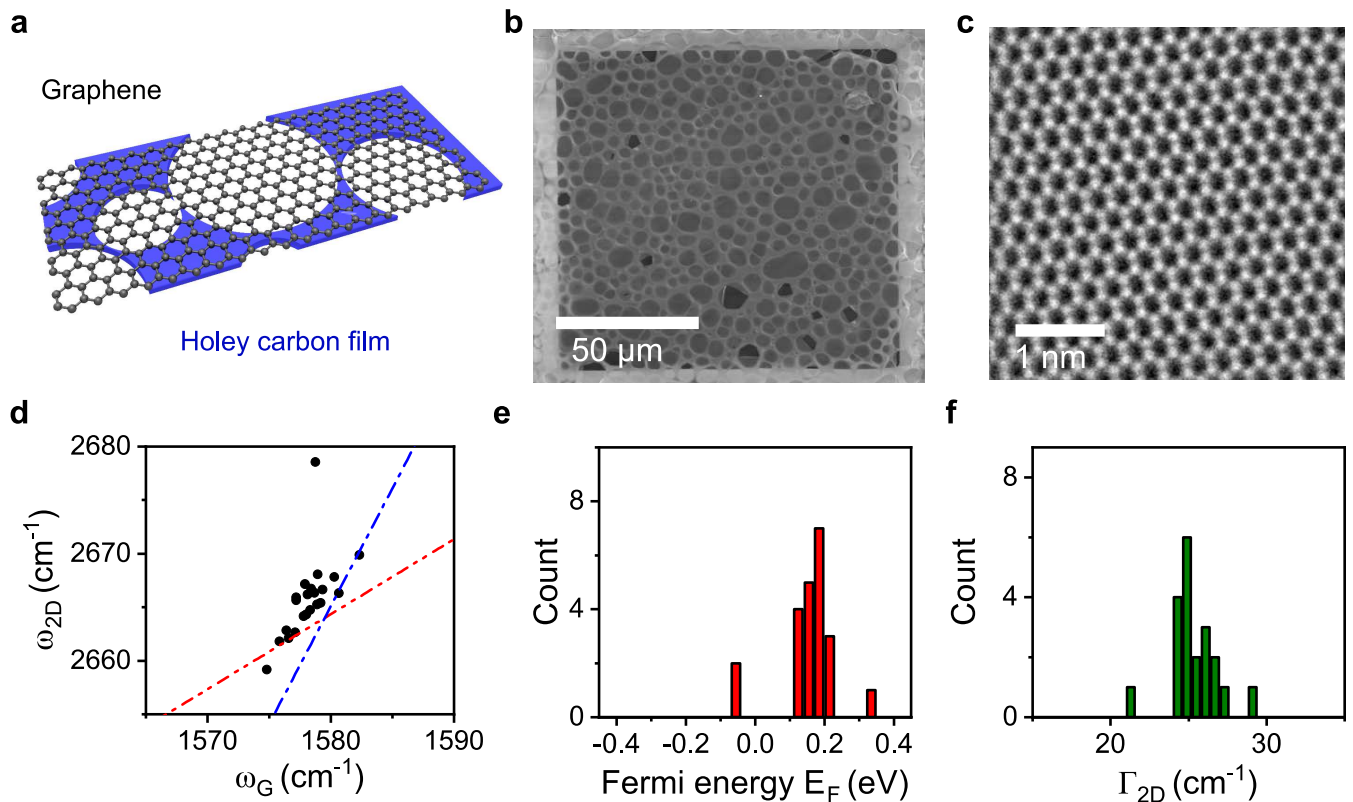 a
Graphene
Holey carbon film
b
50 µm
c
1 nm
d
ω2D (cm-1)
2680
2670
2660
1570
1580
1590
ωG (cm-1)
e
Count
8
4
0
-0.4
-0.2
0.0
0.2
0.4
Fermi energy EF (eV)
f
Count
8
4
0
20
30
Γ2D (cm-1)